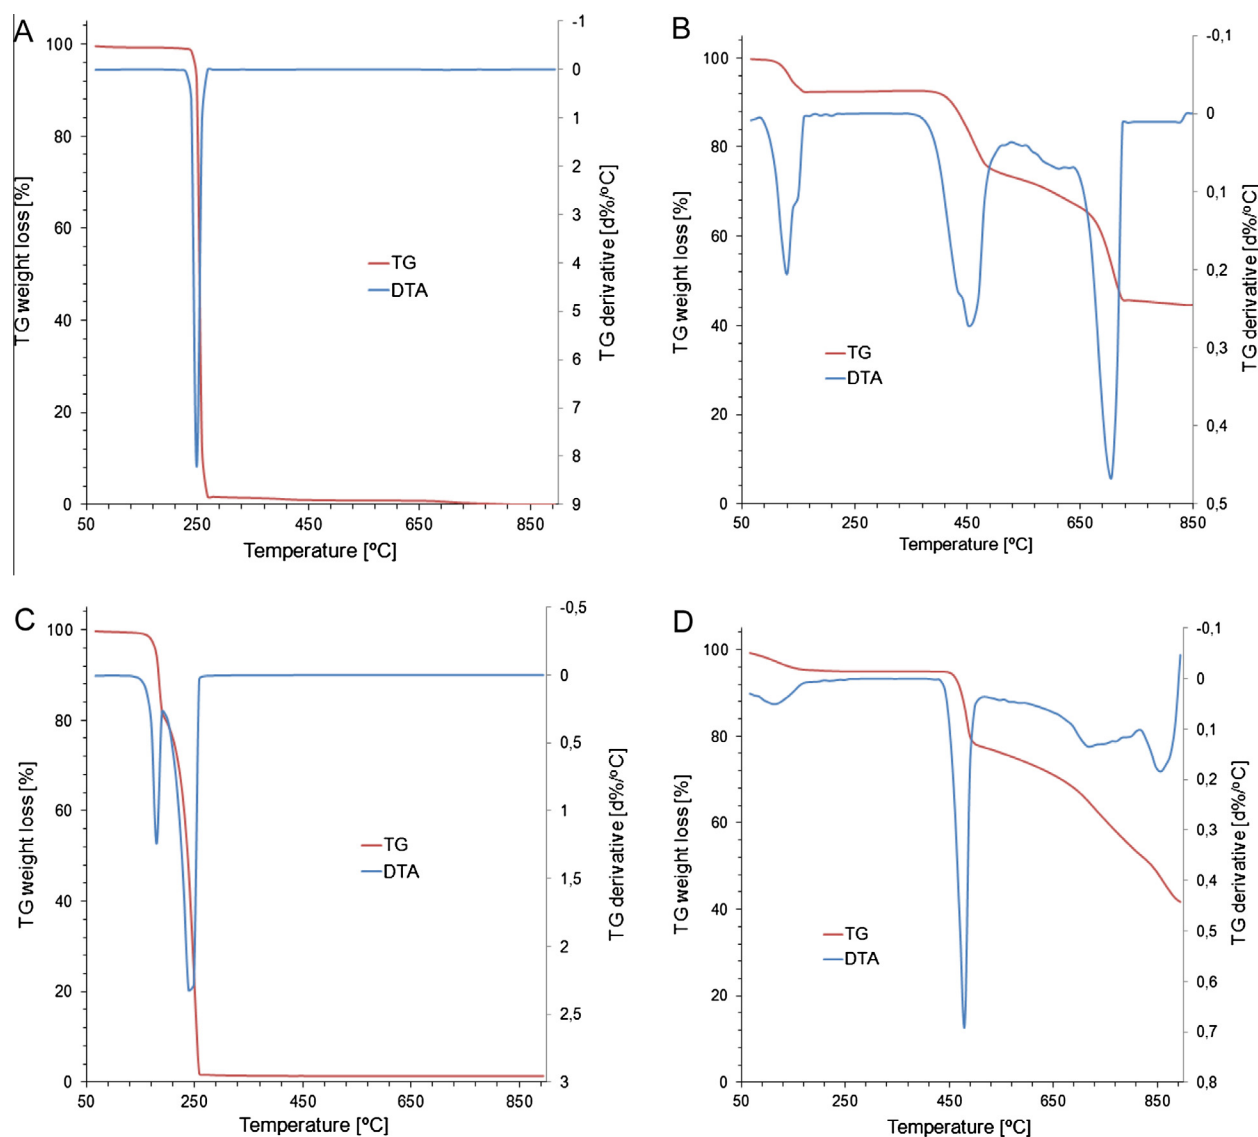 A
100
80
60
40
20
0
TG weight loss [%]
-1
0
1
2
3
4
5
6
7
8
9
TG derivative [d%/ºC]
TG
DTA
50 250 450 650 850
Temperature [ºC]
B
100
80
60
40
20
0
TG weight loss [%]
-0,1
0
0,1
0,2
0,3
0,4
0,5
TG derivative [d%/ºC]
TG
DTA
50 250 450 650 850
Temperature [ºC]
C
100
80
60
40
20
0
TG weight loss [%]
-0,5
0
0,5
1
1,5
2
2,5
3
TG derivative [d%/ºC]
TG
DTA
50 250 450 650 850
Temperature [ºC]
D
100
80
60
40
20
0
TG weight loss [%]
-0,1
0
0,1
0,2
0,3
0,4
0,5
0,6
0,7
0,8
TG derivative [d%/ºC]
TG
DTA
50 250 450 650 850
Temperature [ºC]